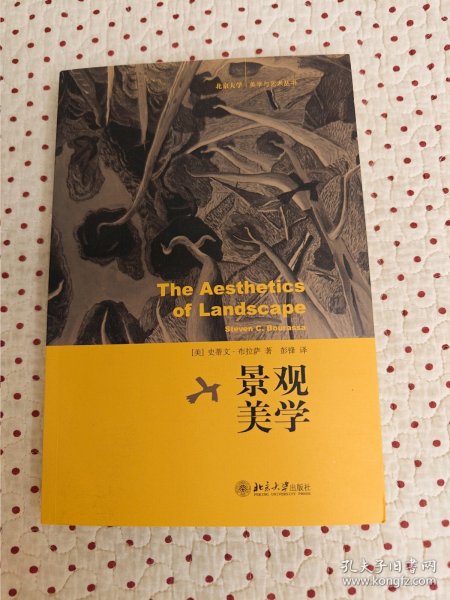 北京大学 美学与艺术丛书
The Aesthetics
of Landscape
Steven C. Bourassa
[美] 史蒂文·布拉萨 著 彭锋 译
景观
美学
北京大学出版社
PEKING UNIVERSITY PRESS
孔夫子旧书网
www.kongfz.com